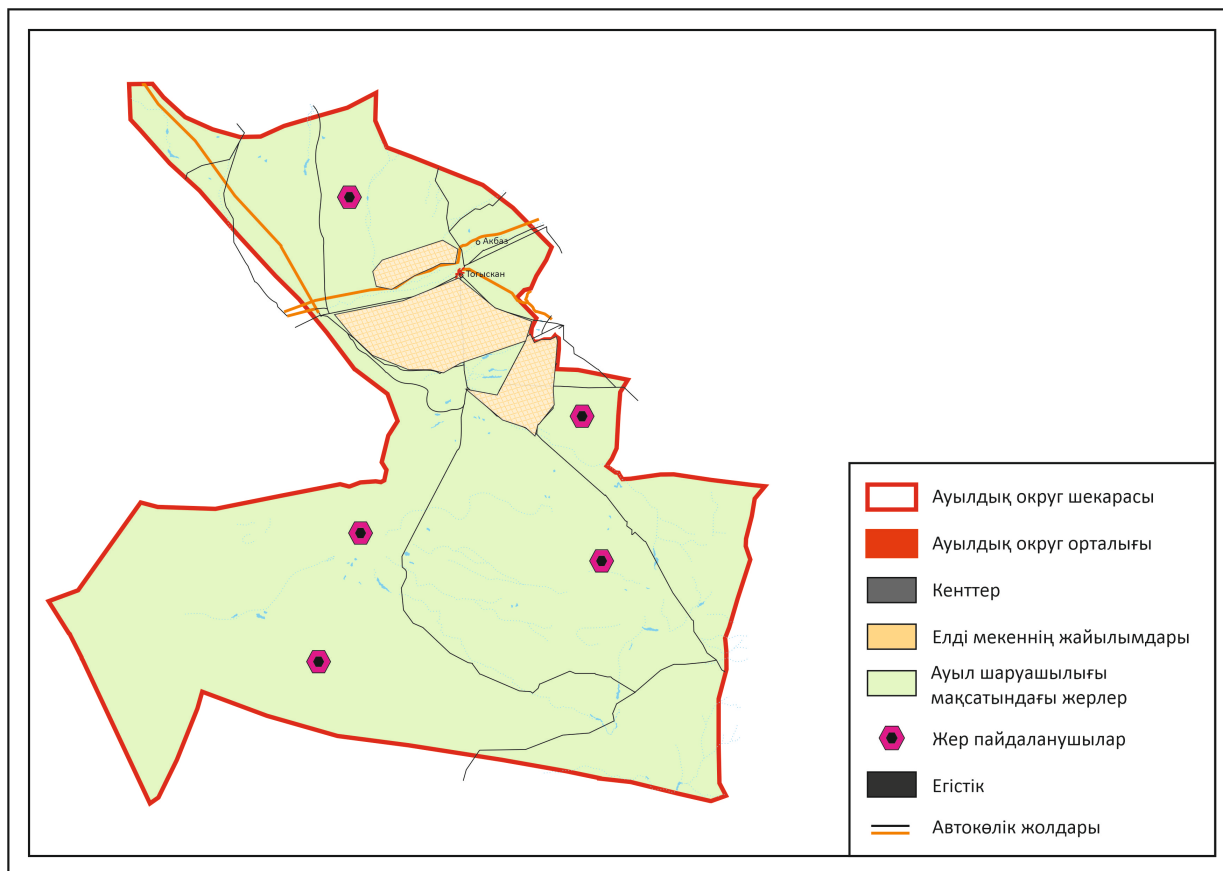 Акбаз
Тогыскан
Ауылдық округ шекарасы
Ауылдық округ орталығы
Кенттер
Елді мекеннің жайылымдары
Ауыл шаруашылығы
мақсатындағы жерлер
Жер пайдаланушылар
Егістік
Автокөлік жолдары